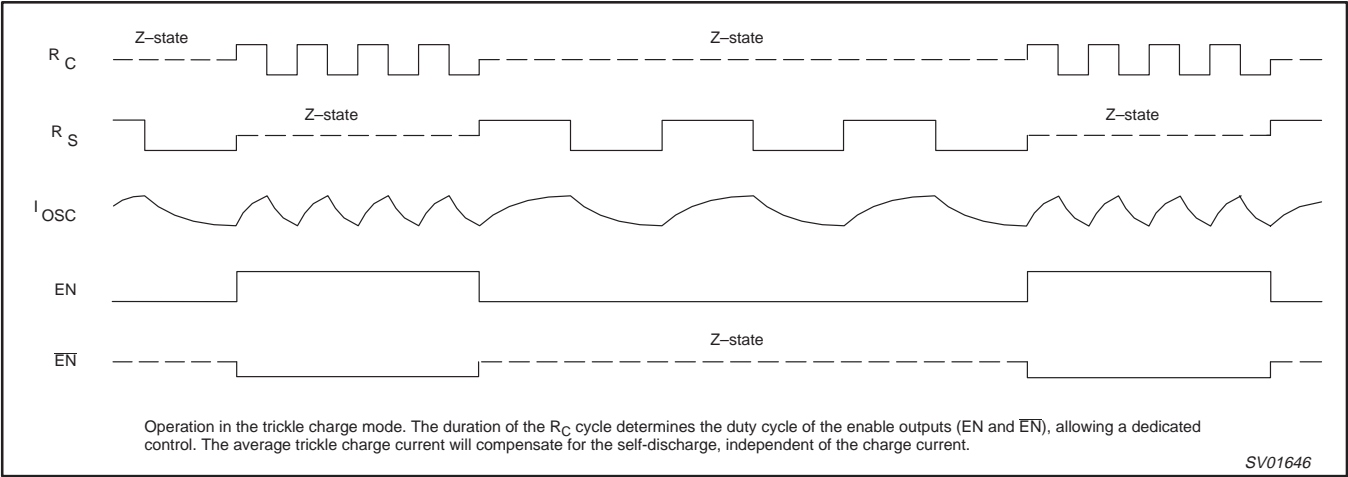 Z–state Z–state
R C
Z–state Z–state
R S
I OSC
EN
Z–state
E̅N̅
Operation in the trickle charge mode. The duration of the RC cycle determines the duty cycle of the enable outputs (EN and E̅N̅), allowing a dedicated
control. The average trickle charge current will compensate for the self-discharge, independent of the charge current.
SV01646